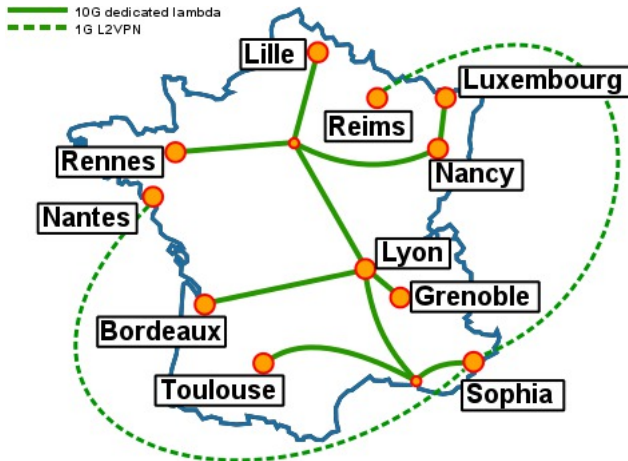 10G dedicated lambda
1G L2VPN
Lille
Luxembourg
Reims
Rennes
Nancy
Nantes
Lyon
Grenoble
Bordeaux
Toulouse
Sophia